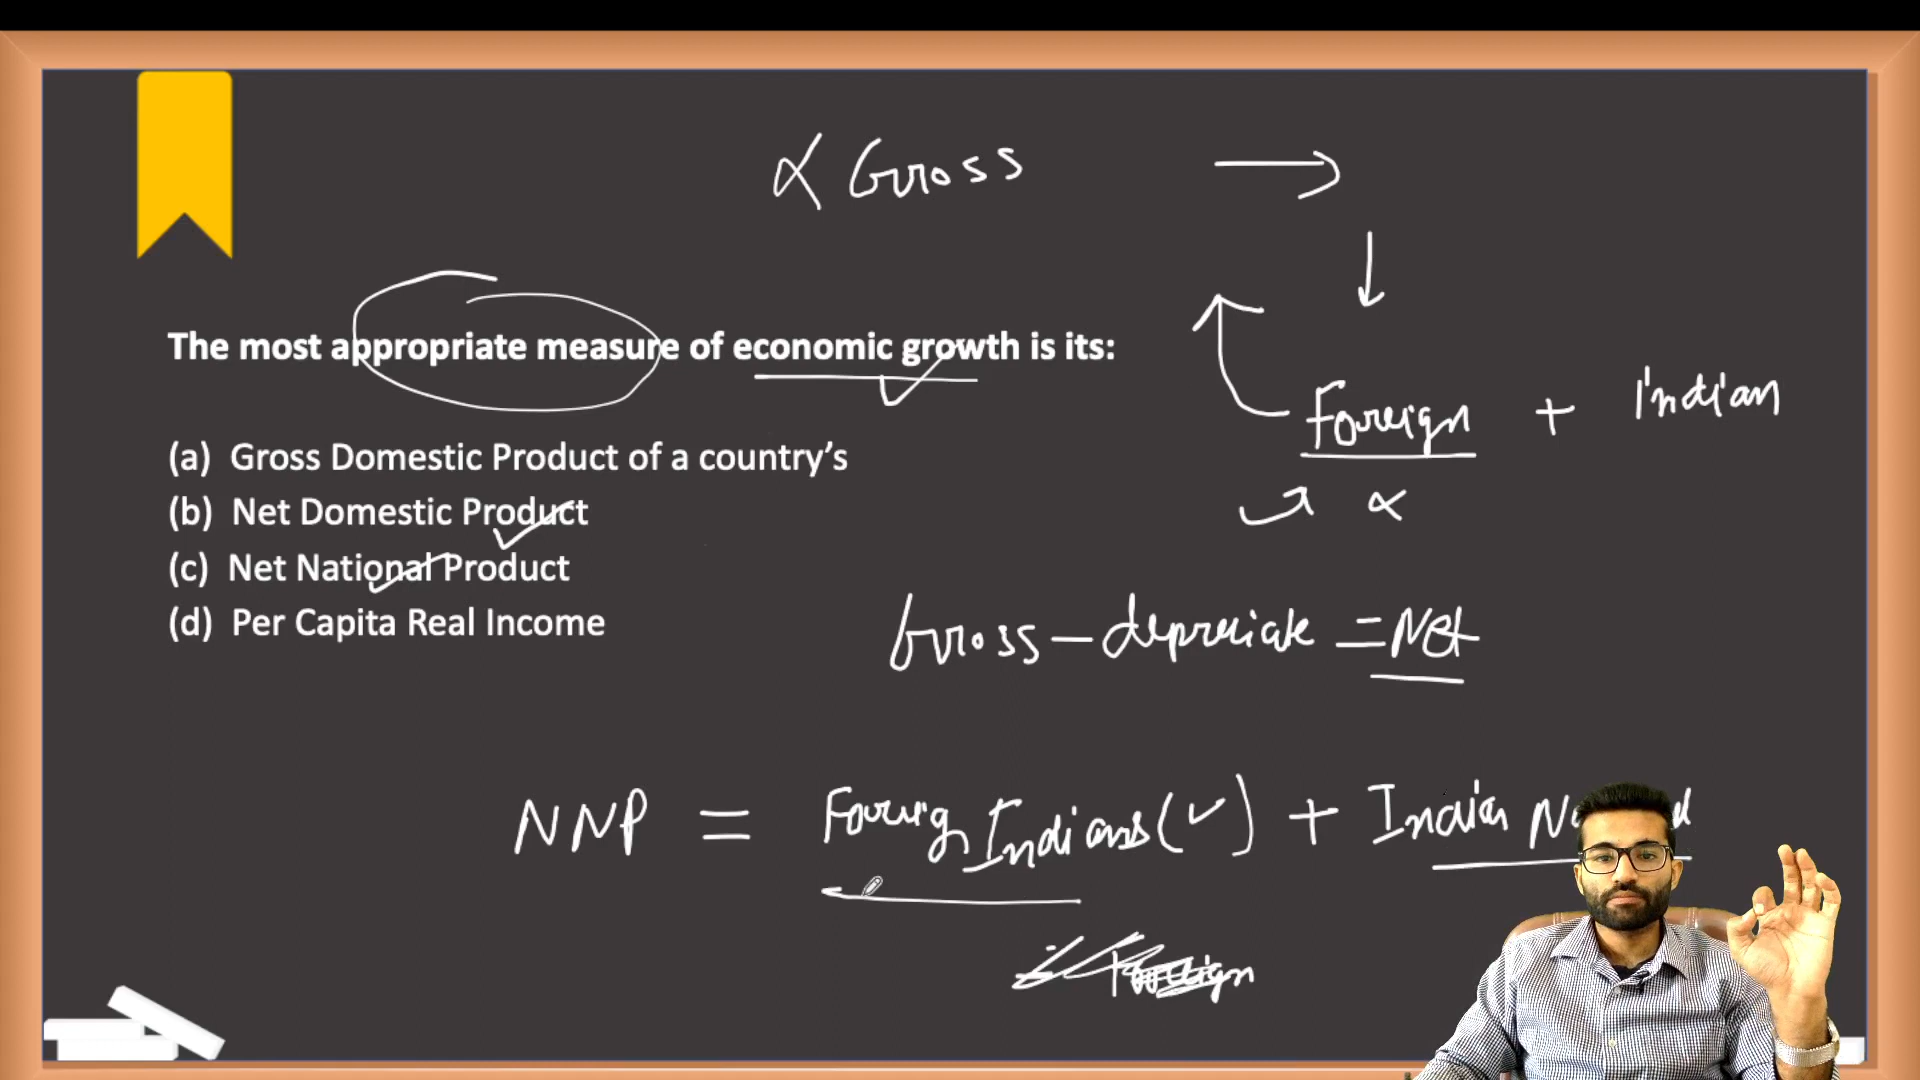 Gross
The most appropriate measure of economic growth is its:
Foreign + Indian
(a) Gross Domestic Product of a country’s
(b) Net Domestic Product
(c) Net National Product
(d) Per Capita Real Income
Gross – depreciate = Net
NNP = Foreig Indians (✓) + Indian
Foreign